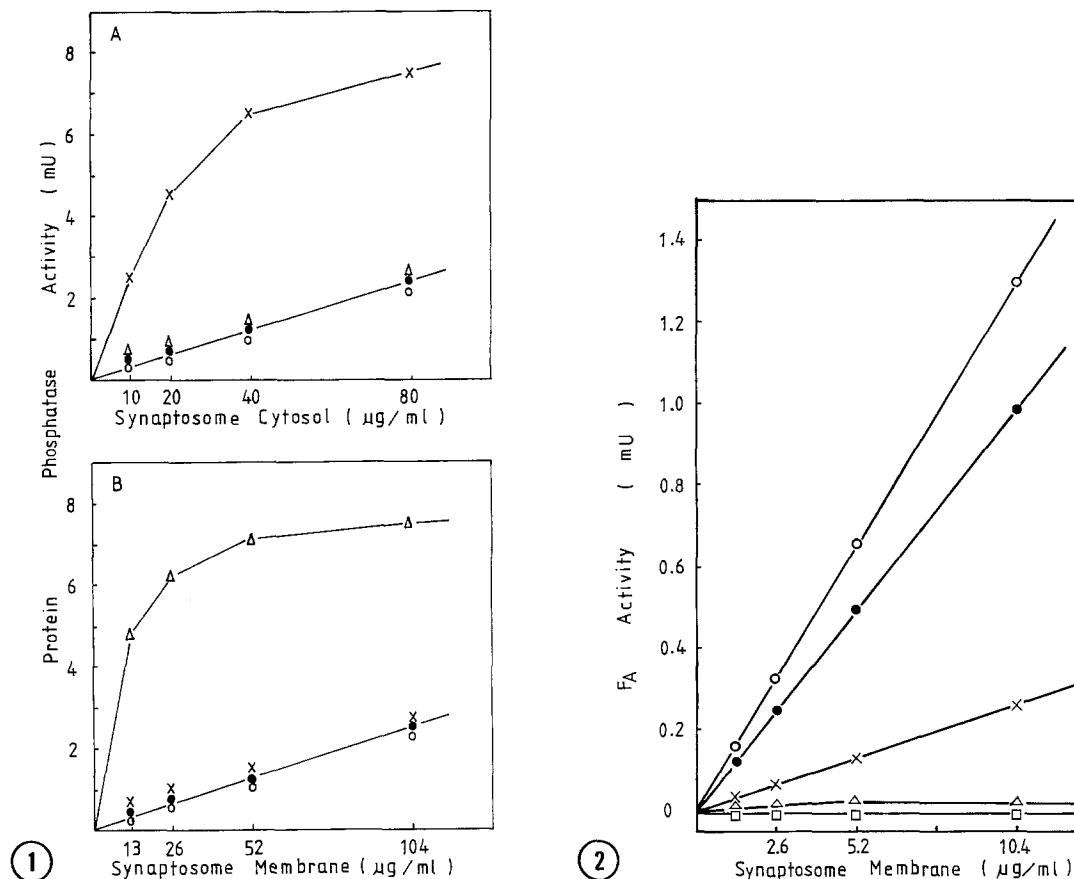 A
8
6
4
2
10 20 40 80
Synaptosome Cytosol ( µg/ml )
Protein Phosphatase Activity ( mU )
B
8
6
4
2
13 26 52 104
Synaptosome Membrane ( µg/ml )
1
1.4
1.2
1.0
0.8
0.6
0.4
0.2
0
FA Activity ( mU )
2.6 5.2 10.4
Synaptosome Membrane ( µg/ml )
2